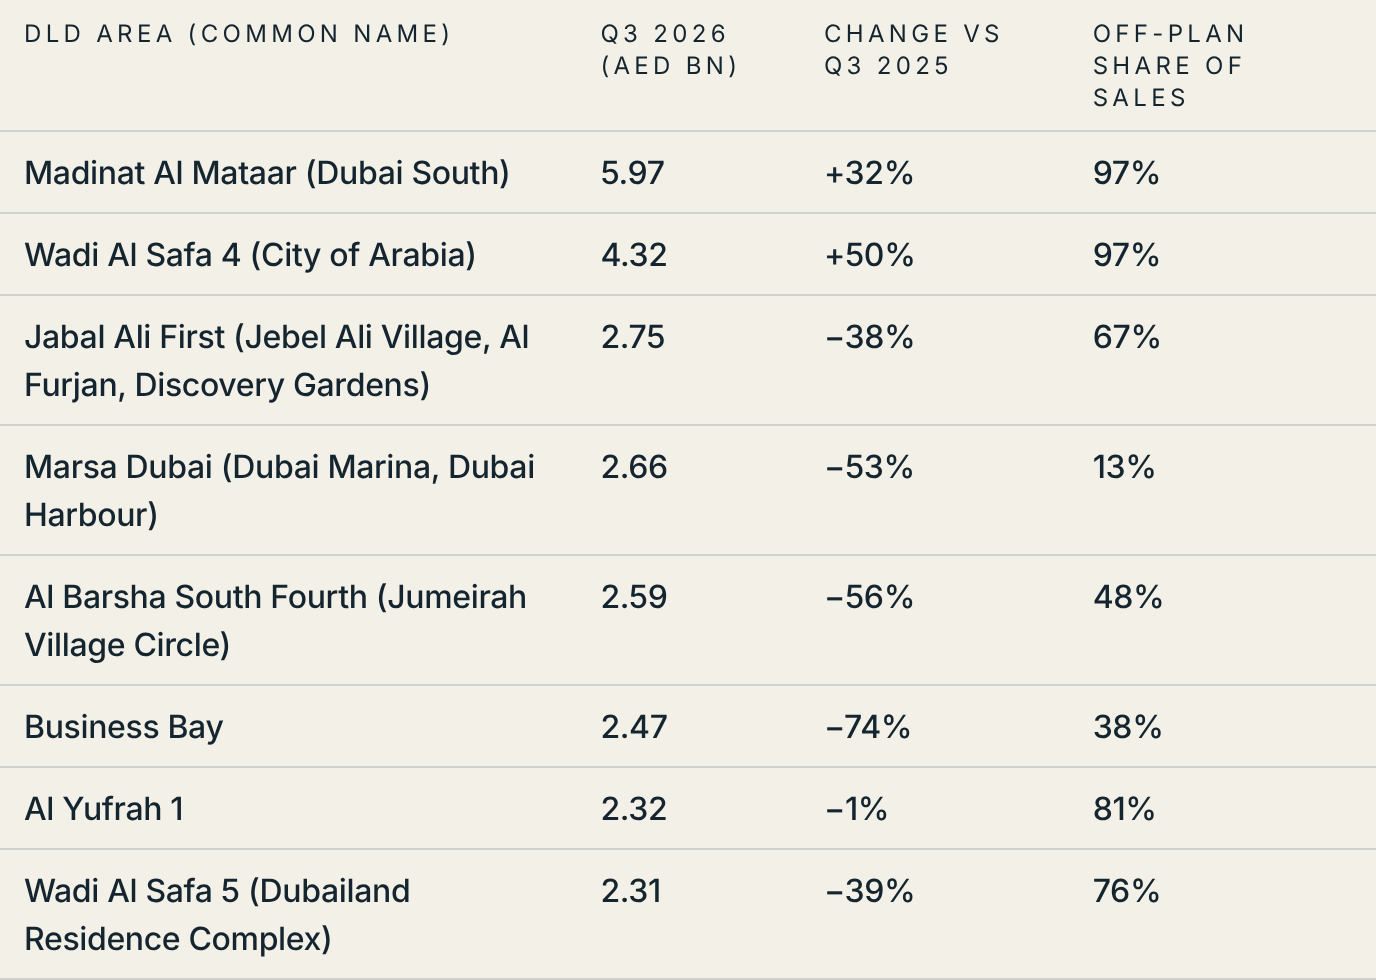 DLD AREA (COMMON NAME) Q3 2026 (AED BN) CHANGE VS Q3 2025 OFF-PLAN SHARE OF SALES
Madinat Al Mataar (Dubai South) 5.97 +32% 97%
Wadi Al Safa 4 (City of Arabia) 4.32 +50% 97%
Jabal Ali First (Jebel Ali Village, Al Furjan, Discovery Gardens) 2.75 −38% 67%
Marsa Dubai (Dubai Marina, Dubai Harbour) 2.66 −53% 13%
Al Barsha South Fourth (Jumeirah Village Circle) 2.59 −56% 48%
Business Bay 2.47 −74% 38%
Al Yufrah 1 2.32 −1% 81%
Wadi Al Safa 5 (Dubailand Residence Complex) 2.31 −39% 76%